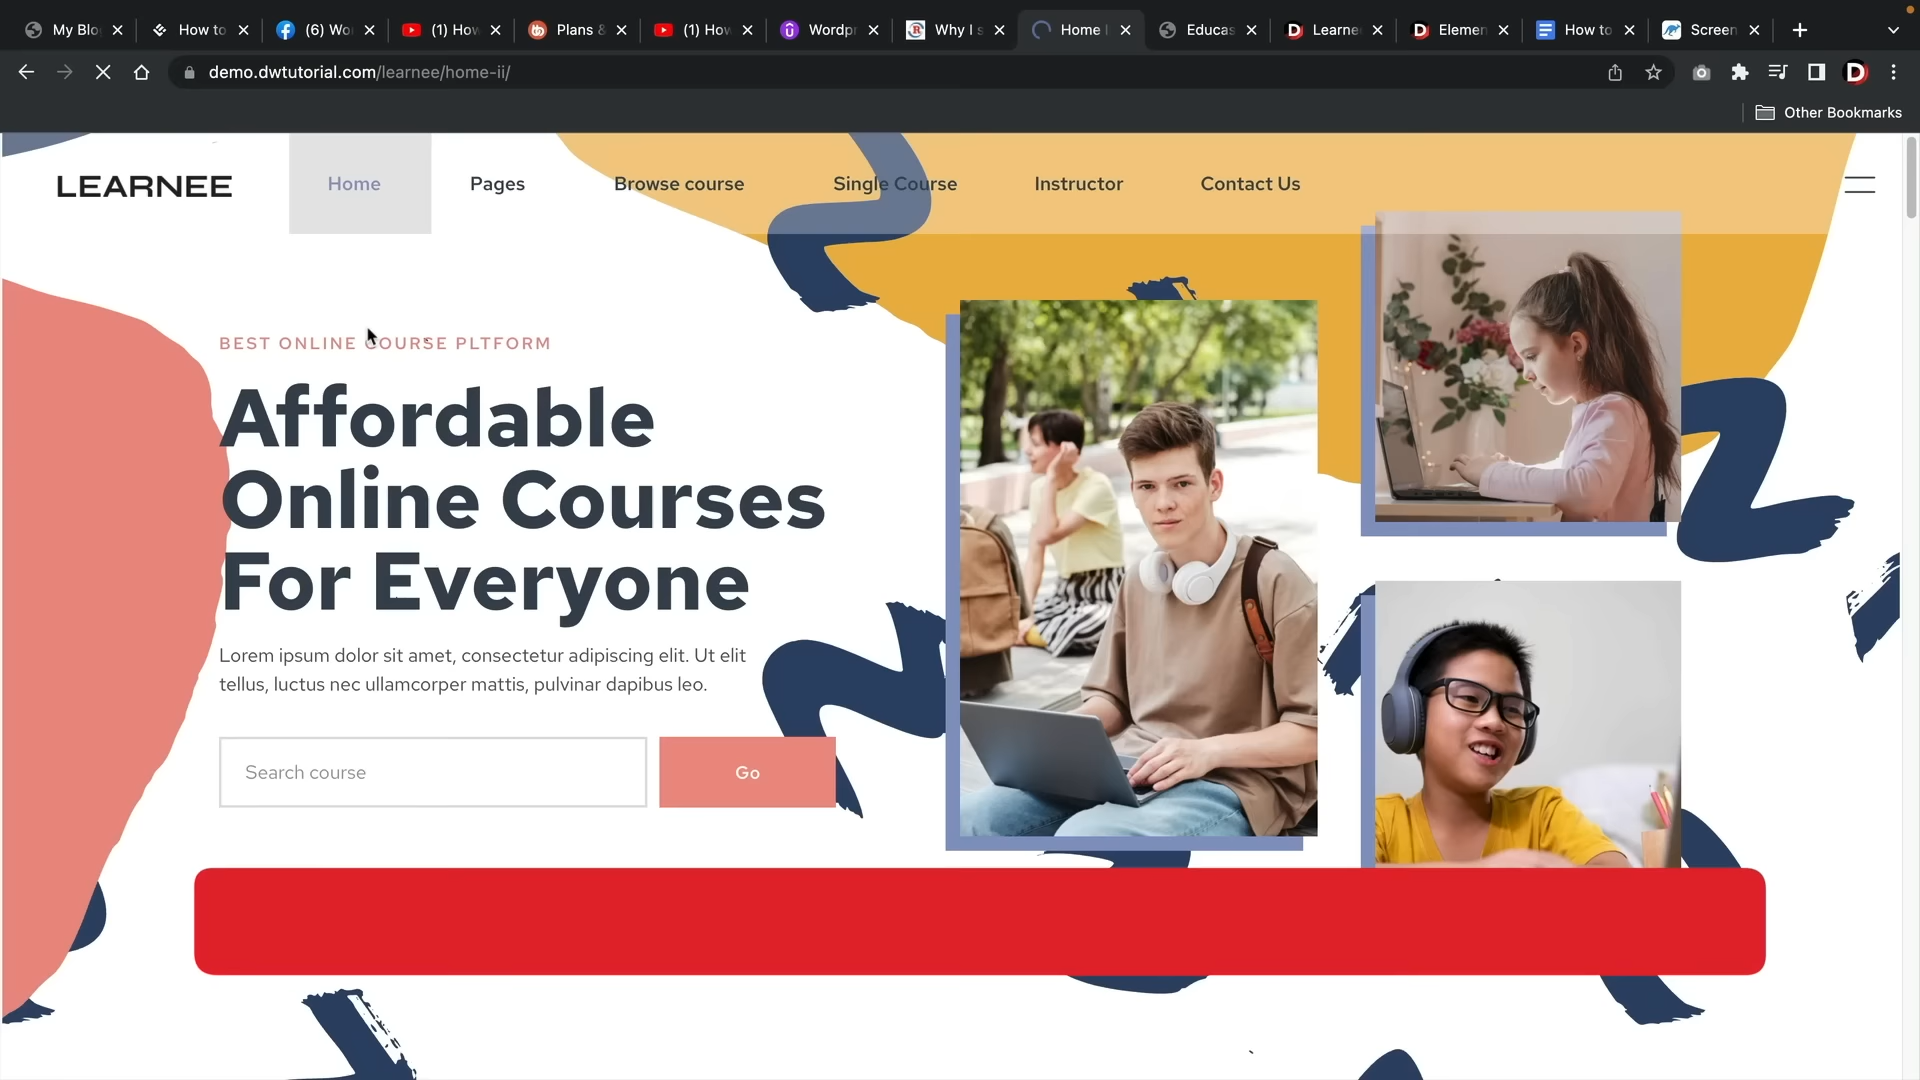 My Blo
How to
(6) Wo
(1) How
Plans &
(1) How
Wordpr
Why I s
Home |
Educas
Learne
Elemen
How to
Screen
demo.dwtutorial.com/learnee/home-ii/
Other Bookmarks
LEARNEE
Home
Pages
Browse course
Single Course
Instructor
Contact Us
BEST ONLINE COURSE PLTFORM
Affordable
Online Courses
For Everyone
Lorem ipsum dolor sit amet, consectetur adipiscing elit. Ut elit
tellus, luctus nec ullamcorper mattis, pulvinar dapibus leo.
Search course
Go